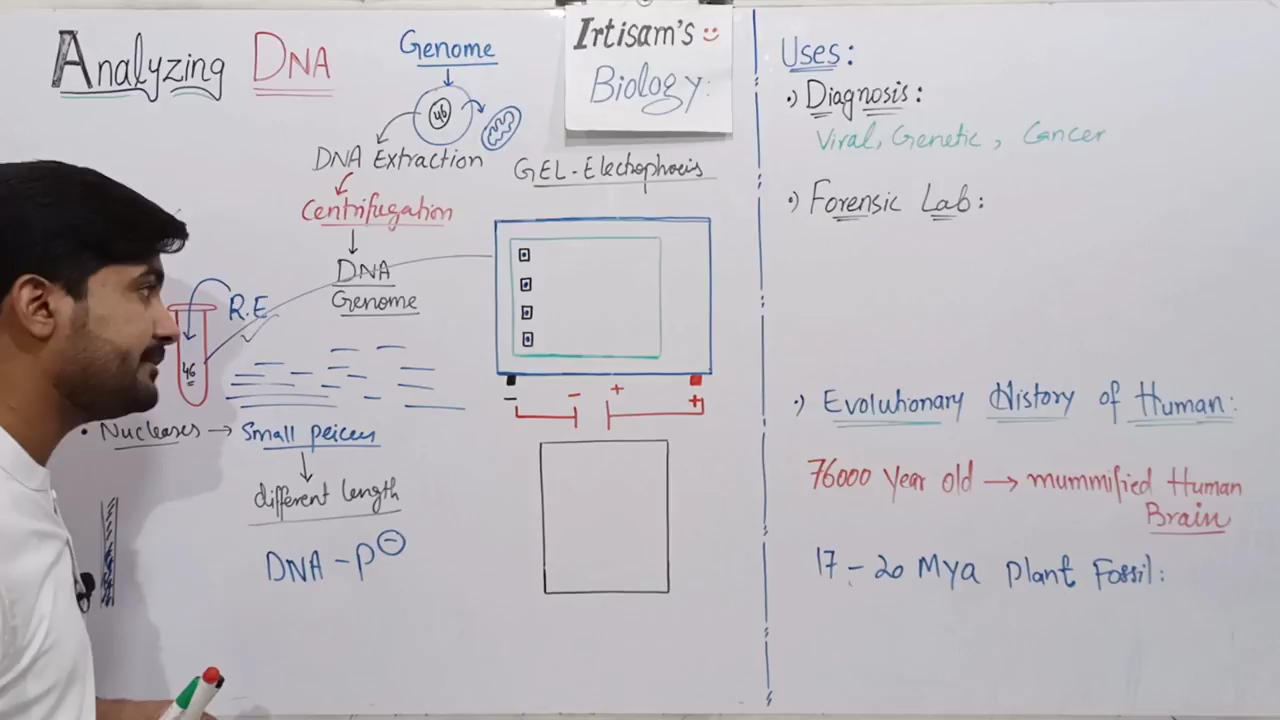 Analyzing DNA
Genome
46
DNA Extraction
Centrifugation
DNA
Genome
R.E
46
• Nucleases → Small peices
different length
DNA - P⊖
Irtisam's
Biology:
GEL - Electrophoeis
- +
- +
Uses:
•) Diagnosis:
Viral, Genetic, Cancer
•) Forensic Lab:
•) Evolutionary History of Human:
76000 Year old → mummified Human
Brain
17 - 20 Mya Plant Fossil: